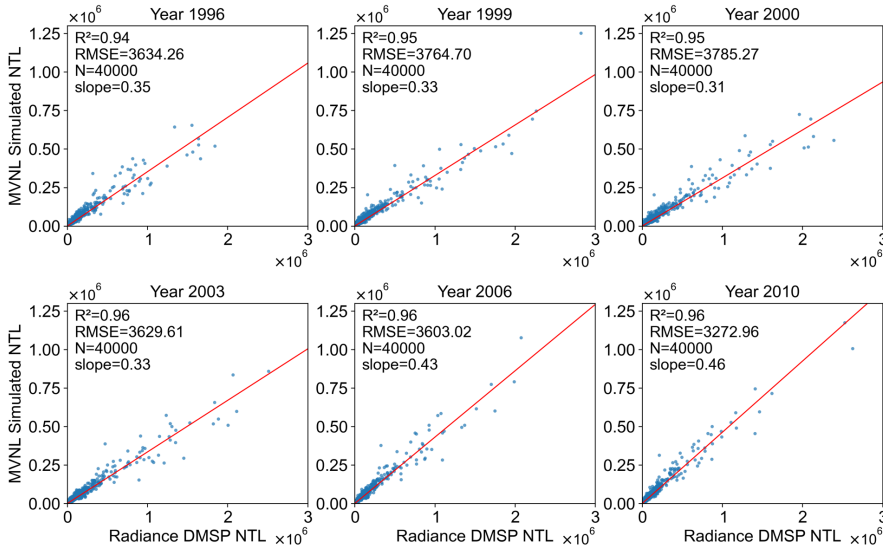 ×10⁶ Year 1996
R²=0.94
RMSE=3634.26
N=40000
slope=0.35
1.25
1.00
0.75
0.50
0.25
0.00
MVNL Simulated NTL
0 1 2 3
×10⁶
×10⁶ Year 1999
R²=0.95
RMSE=3764.70
N=40000
slope=0.33
1.25
1.00
0.75
0.50
0.25
0.00
0 1 2 3
×10⁶
×10⁶ Year 2000
R²=0.95
RMSE=3785.27
N=40000
slope=0.31
1.25
1.00
0.75
0.50
0.25
0.00
0 1 2 3
×10⁶
×10⁶ Year 2003
R²=0.96
RMSE=3629.61
N=40000
slope=0.33
1.25
1.00
0.75
0.50
0.25
0.00
MVNL Simulated NTL
0 1 2 3
Radiance DMSP NTL ×10⁶
×10⁶ Year 2006
R²=0.96
RMSE=3603.02
N=40000
slope=0.43
1.25
1.00
0.75
0.50
0.25
0.00
0 1 2 3
Radiance DMSP NTL ×10⁶
×10⁶ Year 2010
R²=0.96
RMSE=3272.96
N=40000
slope=0.46
1.25
1.00
0.75
0.50
0.25
0.00
0 1 2 3
Radiance DMSP NTL ×10⁶